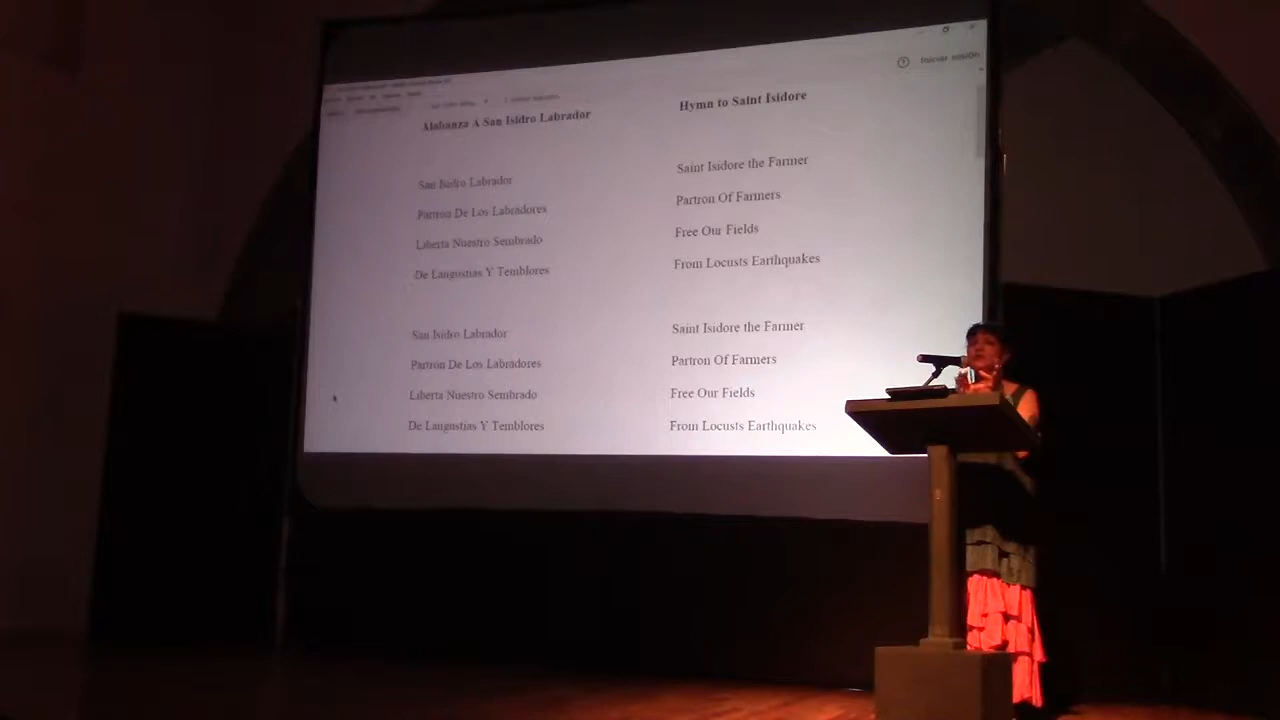 Iniciar sesión
Alabanza A San Isidro Labrador
San Isidro Labrador
Partron De Los Labradores
Liberta Nuestro Sembrado
De Langustias Y Temblores
San Isidro Labrador
Partron De Los Labradores
Liberta Nuestro Sembrado
De Langustias Y Temblores
Hymn to Saint Isidore
Saint Isidore the Farmer
Partron Of Farmers
Free Our Fields
From Locusts Earthquakes
Saint Isidore the Farmer
Partron Of Farmers
Free Our Fields
From Locusts Earthquakes